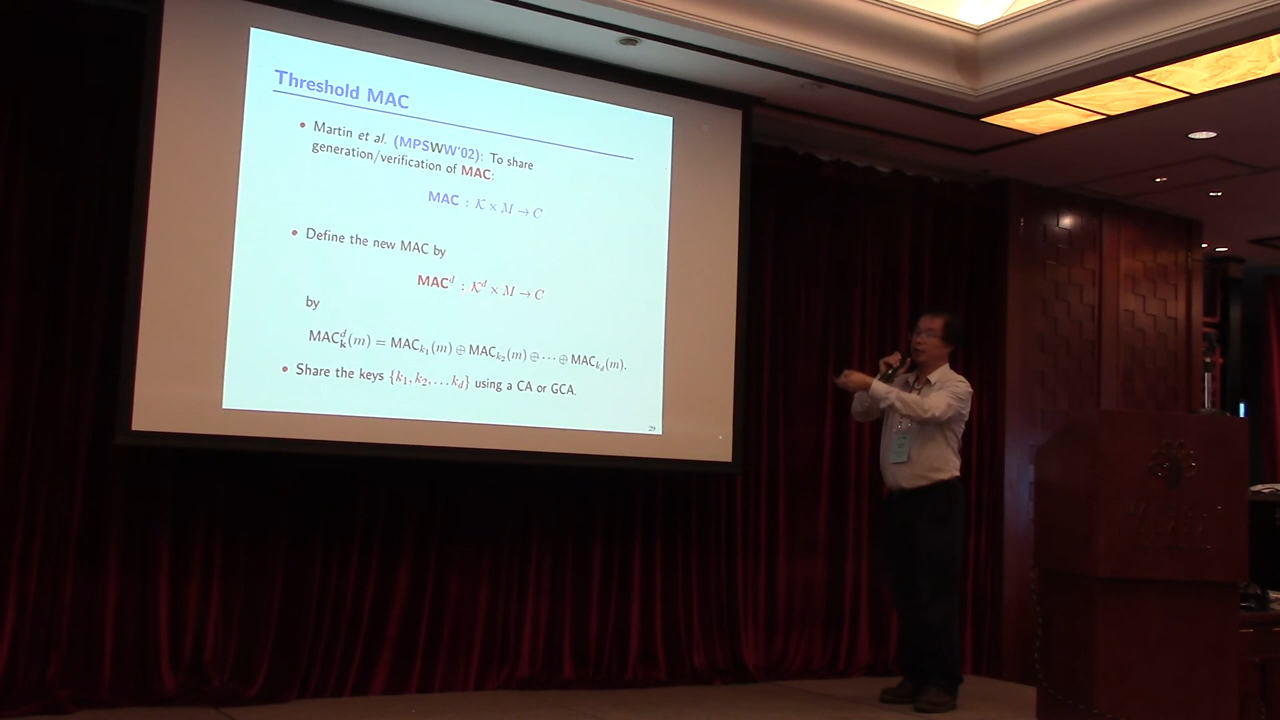 Threshold MAC
• Martin et al. (MPSWW'02): To share
generation/verification of MAC:
MAC : K × M → C
• Define the new MAC by
MAC^d : K^d × M → C
by
MAC^d_k(m) = MAC_{k_1}(m) ⊕ MAC_{k_2}(m) ⊕ ··· ⊕ MAC_{k_d}(m).
• Share the keys {k_1, k_2, ... k_d} using a CA or GCA.
29